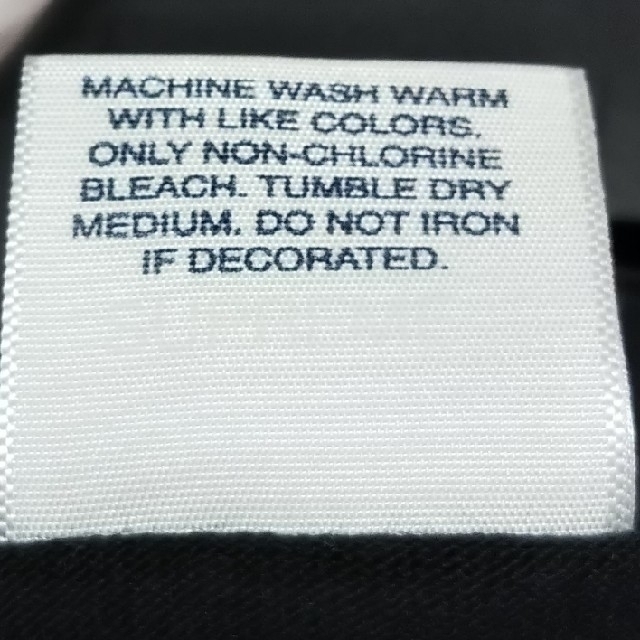 MACHINE WASH WARM
WITH LIKE COLORS.
ONLY NON-CHLORINE
BLEACH. TUMBLE DRY
MEDIUM. DO NOT IRON
IF DECORATED.